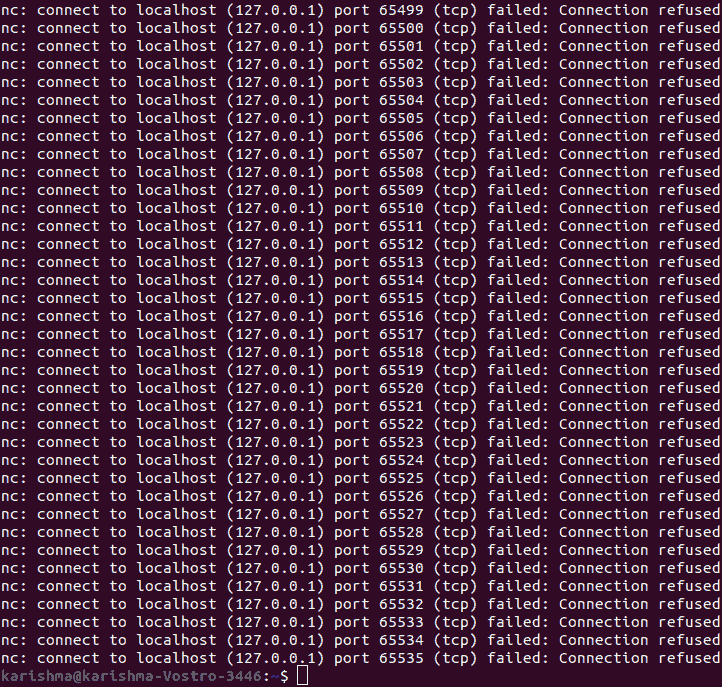 nc: connect to localhost (127.0.0.1) port 65499 (tcp) failed: Connection refused
nc: connect to localhost (127.0.0.1) port 65500 (tcp) failed: Connection refused
nc: connect to localhost (127.0.0.1) port 65501 (tcp) failed: Connection refused
nc: connect to localhost (127.0.0.1) port 65502 (tcp) failed: Connection refused
nc: connect to localhost (127.0.0.1) port 65503 (tcp) failed: Connection refused
nc: connect to localhost (127.0.0.1) port 65504 (tcp) failed: Connection refused
nc: connect to localhost (127.0.0.1) port 65505 (tcp) failed: Connection refused
nc: connect to localhost (127.0.0.1) port 65506 (tcp) failed: Connection refused
nc: connect to localhost (127.0.0.1) port 65507 (tcp) failed: Connection refused
nc: connect to localhost (127.0.0.1) port 65508 (tcp) failed: Connection refused
nc: connect to localhost (127.0.0.1) port 65509 (tcp) failed: Connection refused
nc: connect to localhost (127.0.0.1) port 65510 (tcp) failed: Connection refused
nc: connect to localhost (127.0.0.1) port 65511 (tcp) failed: Connection refused
nc: connect to localhost (127.0.0.1) port 65512 (tcp) failed: Connection refused
nc: connect to localhost (127.0.0.1) port 65513 (tcp) failed: Connection refused
nc: connect to localhost (127.0.0.1) port 65514 (tcp) failed: Connection refused
nc: connect to localhost (127.0.0.1) port 65515 (tcp) failed: Connection refused
nc: connect to localhost (127.0.0.1) port 65516 (tcp) failed: Connection refused
nc: connect to localhost (127.0.0.1) port 65517 (tcp) failed: Connection refused
nc: connect to localhost (127.0.0.1) port 65518 (tcp) failed: Connection refused
nc: connect to localhost (127.0.0.1) port 65519 (tcp) failed: Connection refused
nc: connect to localhost (127.0.0.1) port 65520 (tcp) failed: Connection refused
nc: connect to localhost (127.0.0.1) port 65521 (tcp) failed: Connection refused
nc: connect to localhost (127.0.0.1) port 65522 (tcp) failed: Connection refused
nc: connect to localhost (127.0.0.1) port 65523 (tcp) failed: Connection refused
nc: connect to localhost (127.0.0.1) port 65524 (tcp) failed: Connection refused
nc: connect to localhost (127.0.0.1) port 65525 (tcp) failed: Connection refused
nc: connect to localhost (127.0.0.1) port 65526 (tcp) failed: Connection refused
nc: connect to localhost (127.0.0.1) port 65527 (tcp) failed: Connection refused
nc: connect to localhost (127.0.0.1) port 65528 (tcp) failed: Connection refused
nc: connect to localhost (127.0.0.1) port 65529 (tcp) failed: Connection refused
nc: connect to localhost (127.0.0.1) port 65530 (tcp) failed: Connection refused
nc: connect to localhost (127.0.0.1) port 65531 (tcp) failed: Connection refused
nc: connect to localhost (127.0.0.1) port 65532 (tcp) failed: Connection refused
nc: connect to localhost (127.0.0.1) port 65533 (tcp) failed: Connection refused
nc: connect to localhost (127.0.0.1) port 65534 (tcp) failed: Connection refused
nc: connect to localhost (127.0.0.1) port 65535 (tcp) failed: Connection refused
karishma@karishma-Vostro-3446:~$